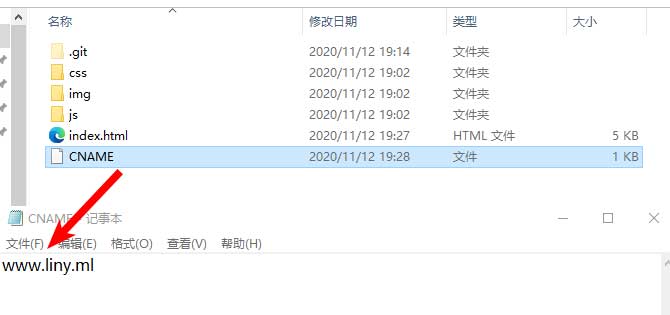 名称 修改日期 类型 大小
.git 2020/11/12 19:14 文件夹
css 2020/11/12 19:02 文件夹
img 2020/11/12 19:02 文件夹
js 2020/11/12 19:02 文件夹
index.html 2020/11/12 19:27 HTML 文件 5 KB
CNAME 2020/11/12 19:28 文件 1 KB
CNAME - 记事本
文件(F) 编辑(E) 格式(O) 查看(V) 帮助(H)
www.liny.ml